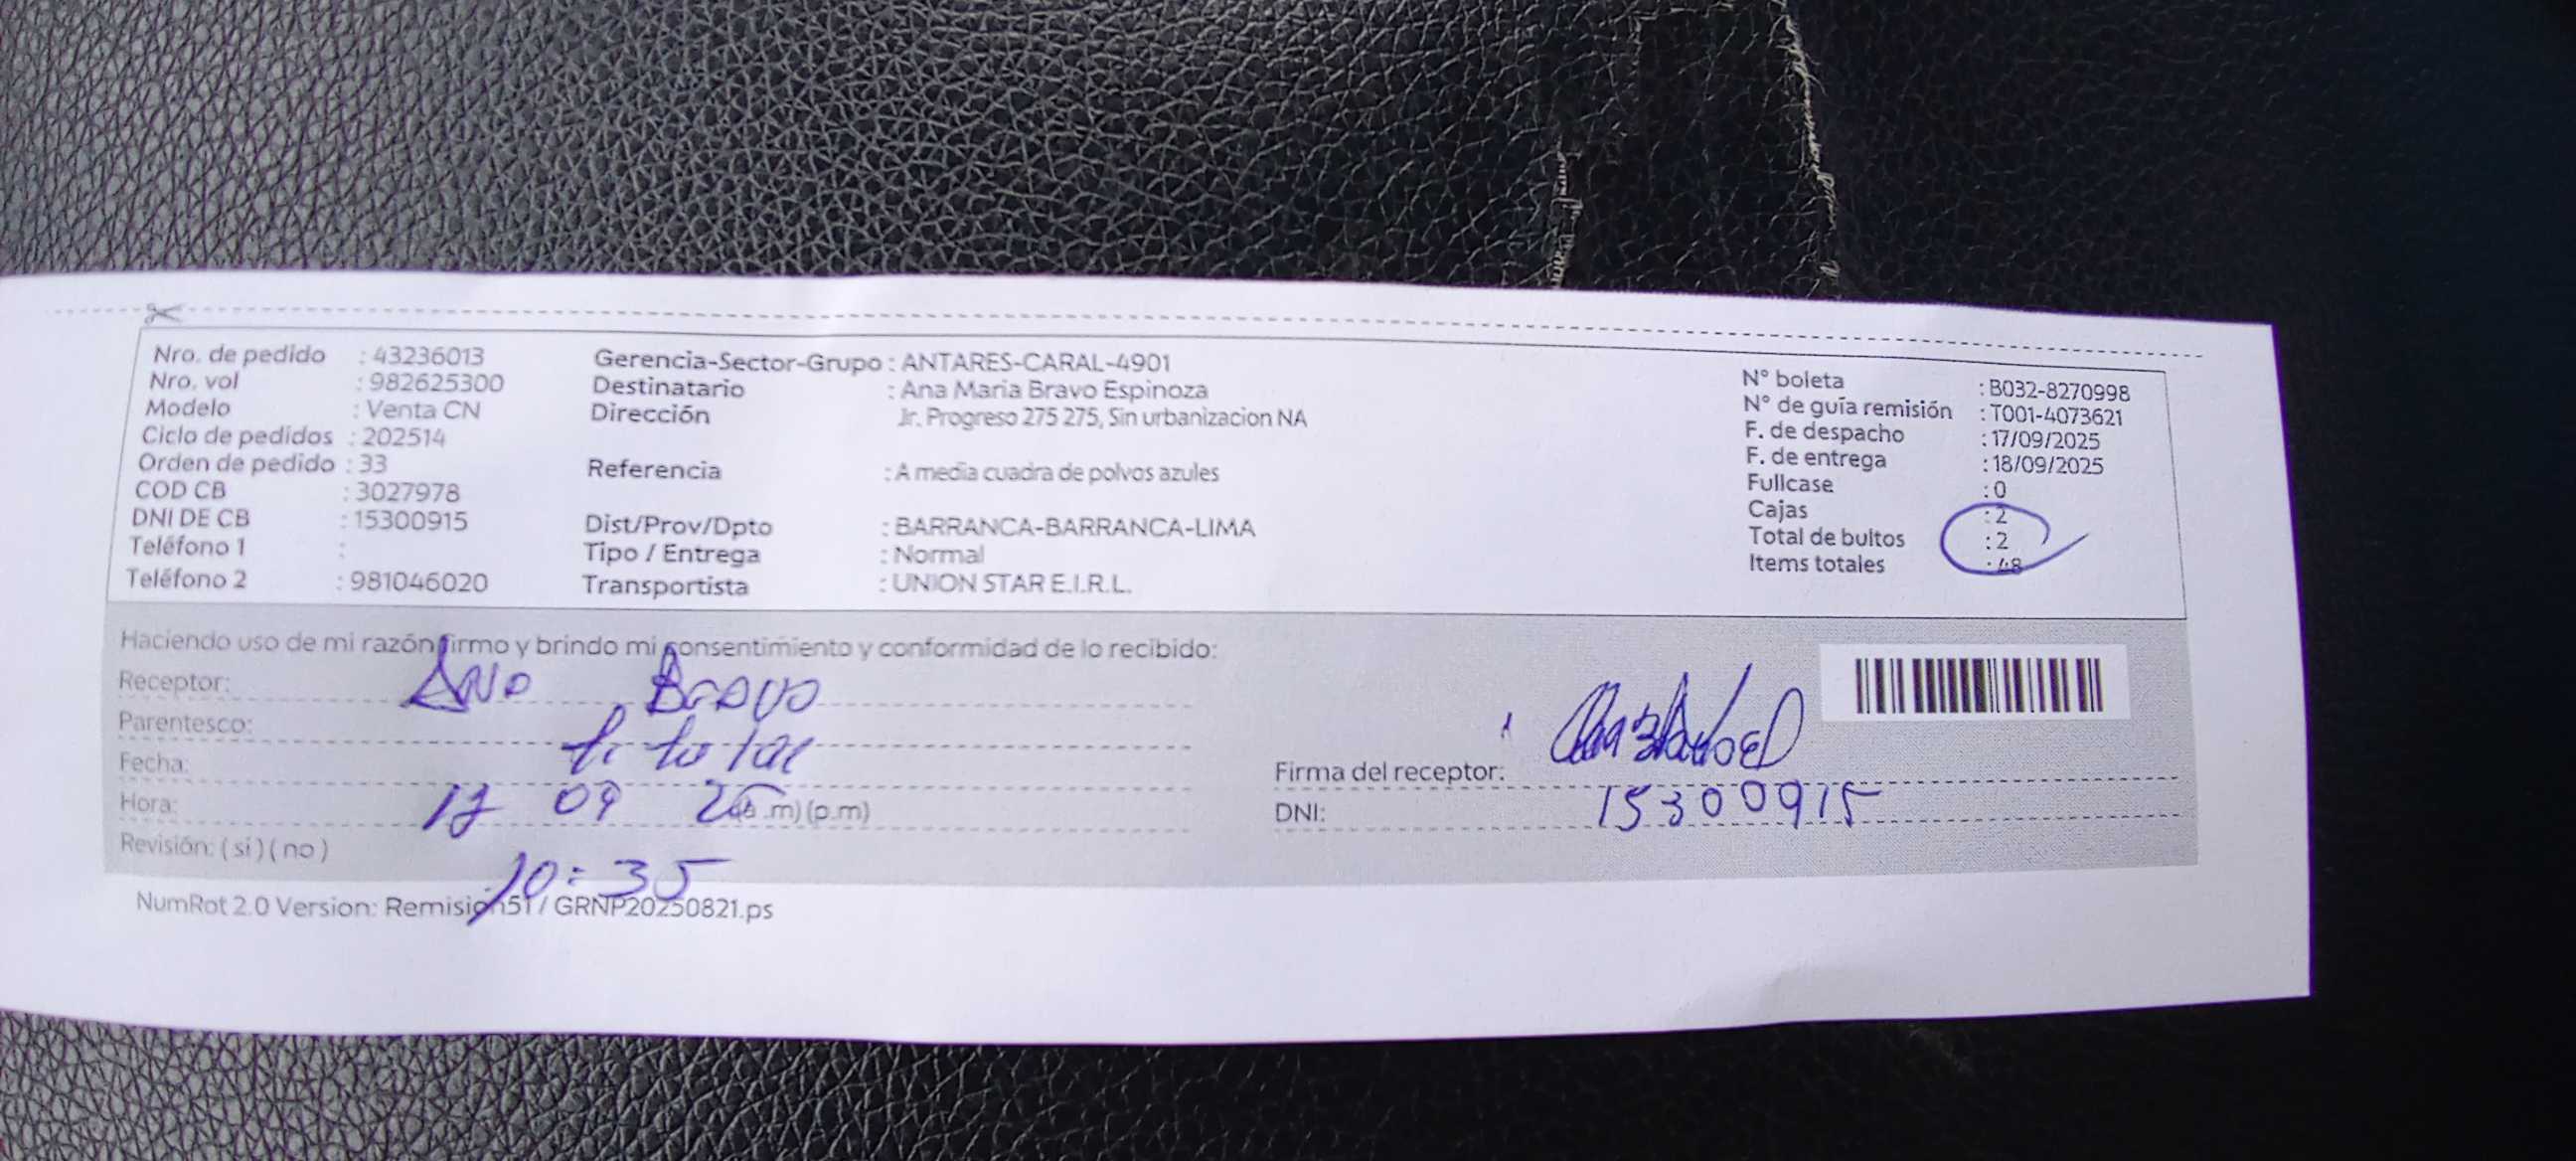 Nro. de pedido : 43236013
Nro. vol : 982625300
Modelo : Venta CN
Ciclo de pedidos : 202514
Orden de pedido : 33
COD CB : 3027978
DNI DE CB : 15300915
Teléfono 1 :
Teléfono 2 : 981046020
Gerencia-Sector-Grupo : ANTARES-CARAL-4901
Destinatario : Ana Maria Bravo Espinoza
Dirección Jr. Progreso 275 275, Sin urbanizacion NA
Referencia : A media cuadra de polvos azules
Dist/Prov/Dpto : BARRANCA-BARRANCA-LIMA
Tipo / Entrega : Normal
Transportista : UNION STAR E.I.R.L.
N° boleta : B032-8270998
N° de guía remisión : T001-4073621
F. de despacho : 17/09/2025
F. de entrega : 18/09/2025
Fullcase : 0
Cajas : 2
Total de bultos : 2
Items totales : 48
Haciendo uso de mi razón firmo y brindo mi consentimiento y conformidad de lo recibido:
Receptor: Ana Bravo
Parentesco: titular
Fecha:
Hora: 17 09 25 (a.m) (p.m)
Revisión: ( sí ) ( no ) 10:35
Firma del receptor:
DNI: 15300915
NumRot 2.0 Version: Remision51 / GRNP20250821.ps